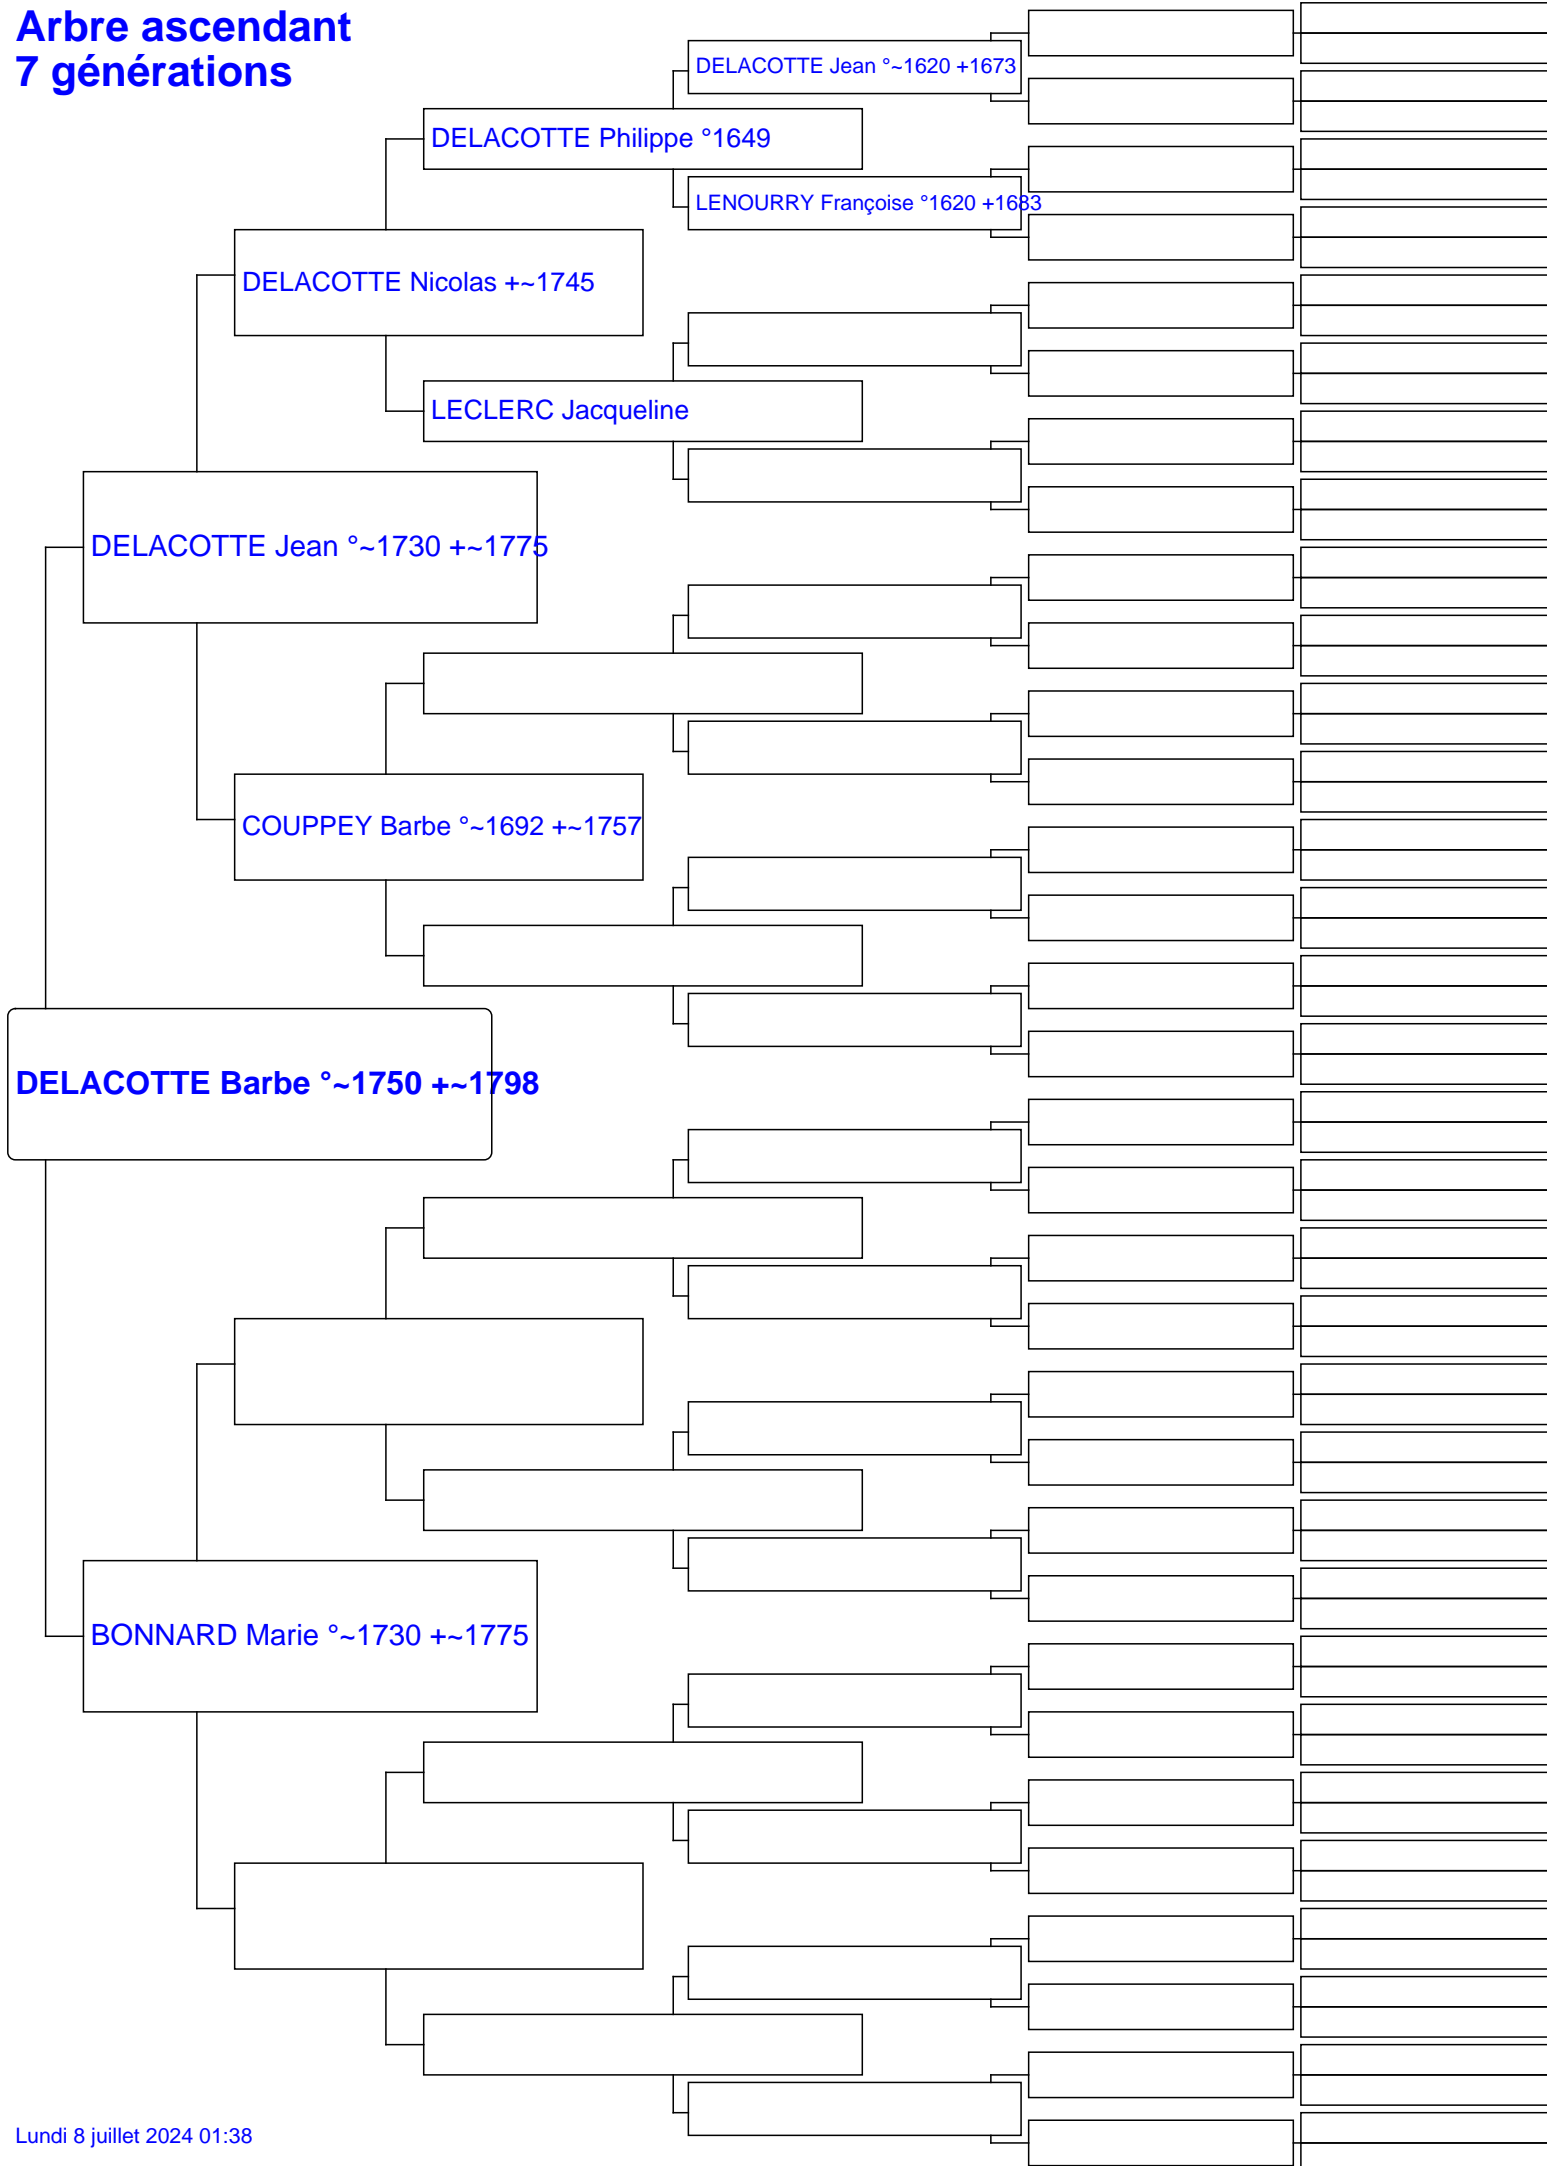 Arbre ascendant
7 générations
DELACOTTE Jean °~1620 +1673
DELACOTTE Philippe °1649
LENOURRY Françoise °1620 +1683
DELACOTTE Nicolas +~1745
LECLERC Jacqueline
DELACOTTE Jean °~1730 +~1775
COUPPEY Barbe °~1692 +~1757
DELACOTTE Barbe °~1750 +~1798
BONNARD Marie °~1730 +~1775
Lundi 8 juillet 2024 01:38